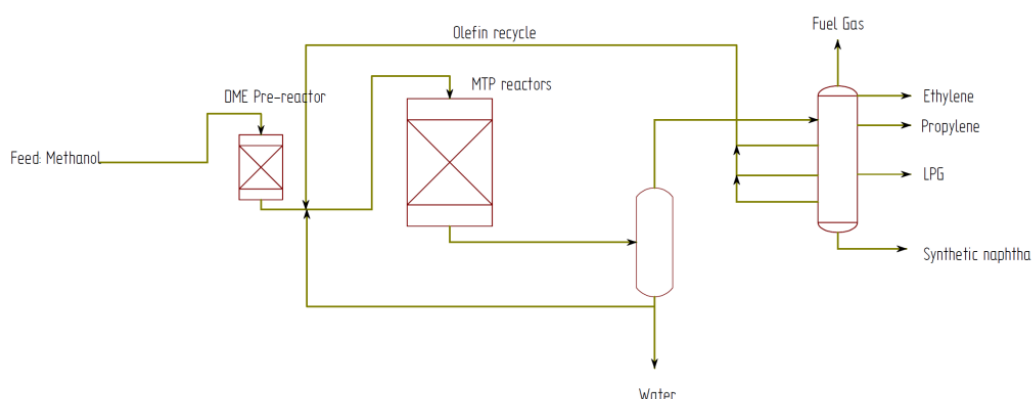 Fuel Gas
Olefin recycle
MTP reactors
DME Pre-reactor
Ethylene
Propylene
Feed: Methanol
LPG
Synthetic naphtha
Water